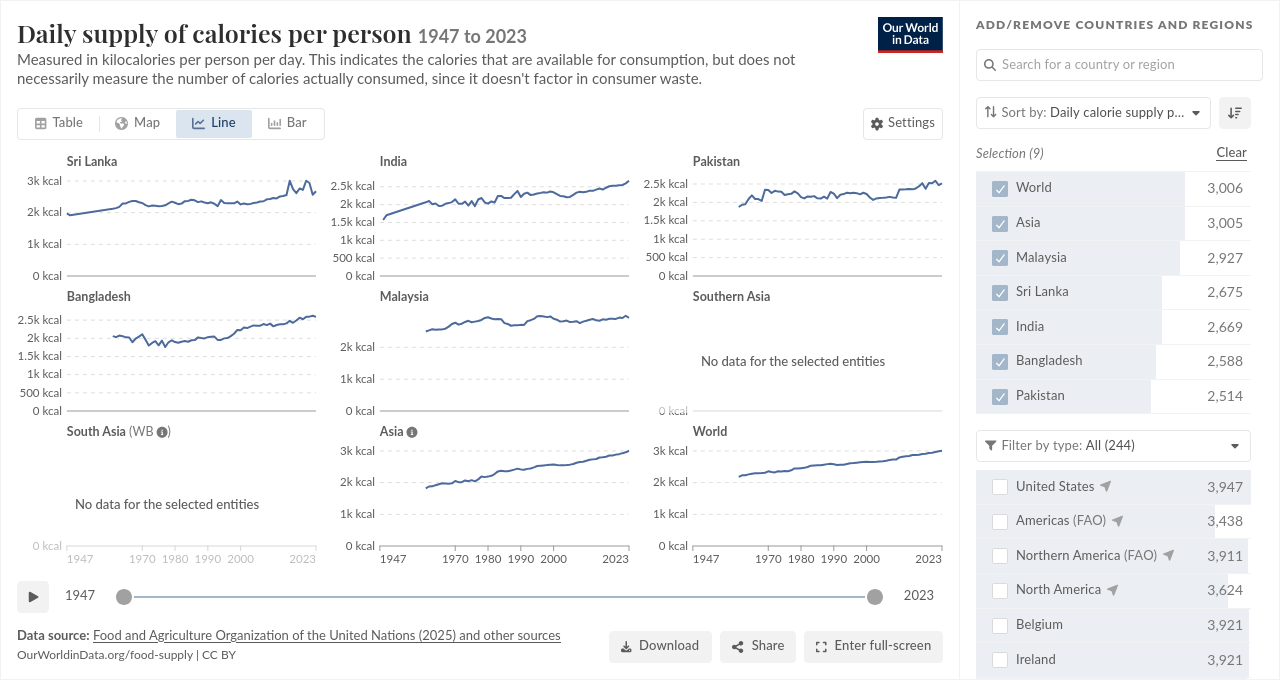 Daily supply of calories per person 1947 to 2023
Measured in kilocalories per person per day. This indicates the calories that are available for consumption, but does not
necessarily measure the number of calories actually consumed, since it doesn't factor in consumer waste.
Our World
in Data
Table
Map
Line
Bar
Settings
Sri Lanka
3k kcal
2k kcal
1k kcal
0 kcal
India
2.5k kcal
2k kcal
1.5k kcal
1k kcal
500 kcal
0 kcal
Pakistan
2.5k kcal
2k kcal
1.5k kcal
1k kcal
500 kcal
0 kcal
Bangladesh
2.5k kcal
2k kcal
1.5k kcal
1k kcal
500 kcal
0 kcal
Malaysia
2k kcal
1k kcal
0 kcal
Southern Asia
No data for the selected entities
0 kcal
South Asia (WB)
No data for the selected entities
0 kcal
1947 1970 1980 1990 2000 2023
Asia
3k kcal
2k kcal
1k kcal
0 kcal
1947 1970 1980 1990 2000 2023
World
3k kcal
2k kcal
1k kcal
0 kcal
1947 1970 1980 1990 2000 2023
1947
2023
Data source: Food and Agriculture Organization of the United Nations (2025) and other sources
OurWorldinData.org/food-supply | CC BY
Download
Share
Enter full-screen
ADD/REMOVE COUNTRIES AND REGIONS
Search for a country or region
Sort by: Daily calorie supply p...
Selection (9)
Clear
World 3,006
Asia 3,005
Malaysia 2,927
Sri Lanka 2,675
India 2,669
Bangladesh 2,588
Pakistan 2,514
Filter by type: All (244)
United States 3,947
Americas (FAO) 3,438
Northern America (FAO) 3,911
North America 3,624
Belgium 3,921
Ireland 3,921